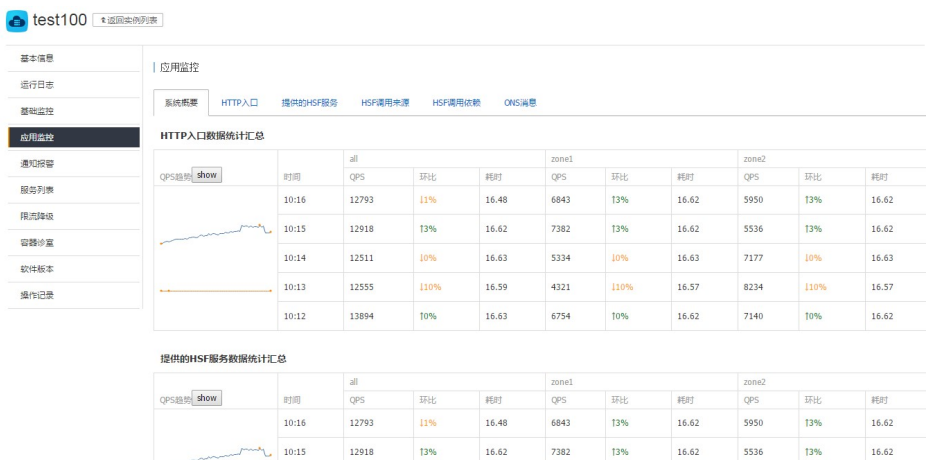 test100 返回实例列表
基本信息
运行日志
基础监控
应用监控
通知报警
服务列表
限流降级
容器诊室
软件版本
操作记录
应用监控
系统概要 HTTP入口 提供的HSF服务 HSF调用来源 HSF调用依赖 ONS消息
HTTP入口数据统计汇总
all zone1 zone2
QPS趋势 show 时间 QPS 环比 耗时 QPS 环比 耗时 QPS 环比 耗时
10:16 12793 ↓1% 16.48 6843 ↑3% 16.62 5950 ↑3% 16.62
10:15 12918 ↑3% 16.62 7382 ↑3% 16.62 5536 ↑3% 16.62
10:14 12511 ↓0% 16.63 5334 ↓0% 16.63 7177 ↓0% 16.63
10:13 12555 ↓10% 16.59 4321 ↓10% 16.57 8234 ↓10% 16.57
10:12 13894 ↑0% 16.63 6754 ↑0% 16.62 7140 ↑0% 16.62
提供的HSF服务数据统计汇总
all zone1 zone2
QPS趋势 show 时间 QPS 环比 耗时 QPS 环比 耗时 QPS 环比 耗时
10:16 12793 ↓1% 16.48 6843 ↑3% 16.62 5950 ↑3% 16.62
10:15 12918 ↑3% 16.62 7382 ↑3% 16.62 5536 ↑3% 16.62